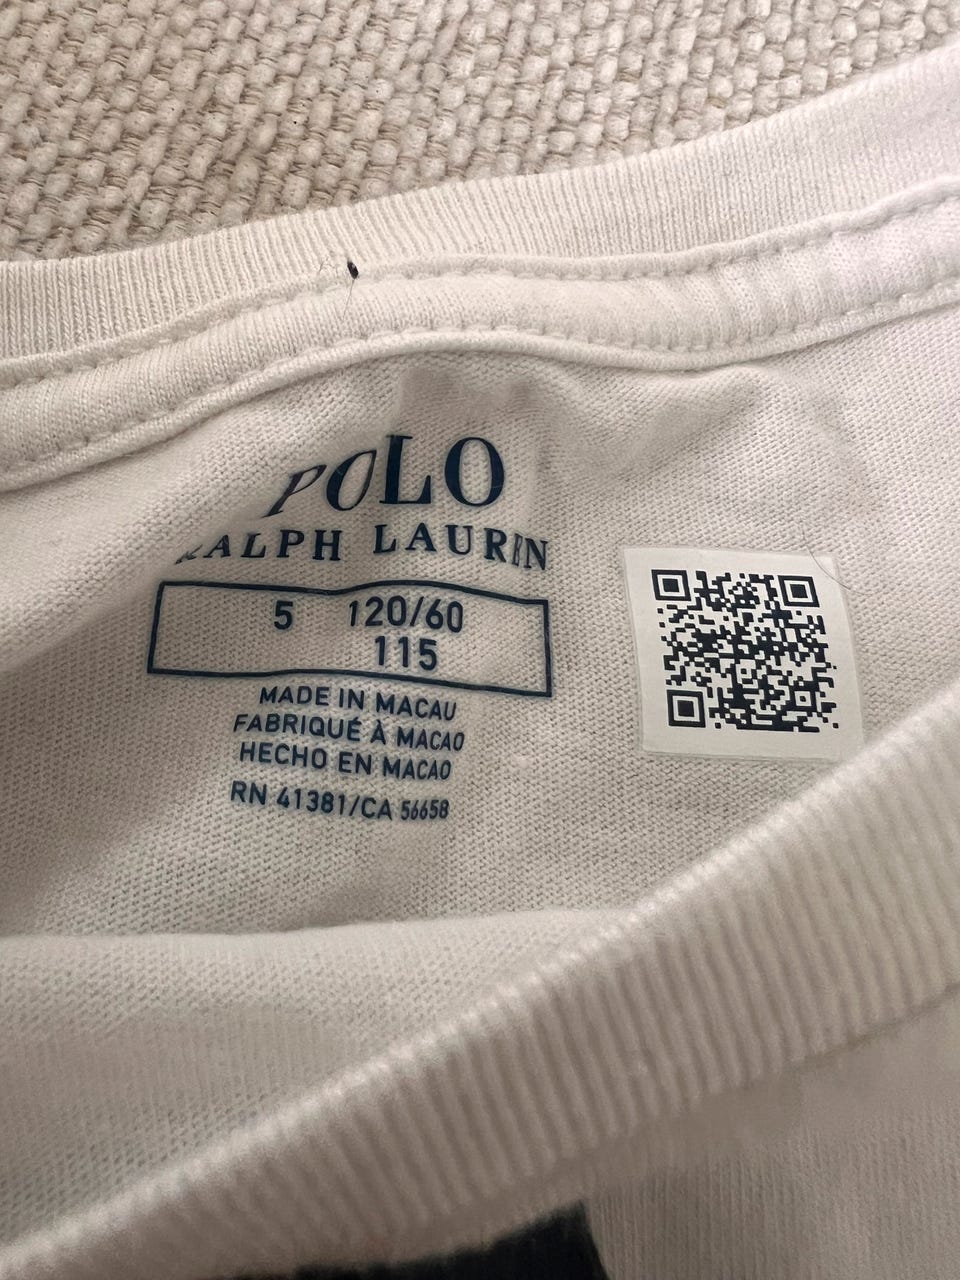 POLO
RALPH LAUREN
5 120/60
115
MADE IN MACAU
FABRIQUÉ À MACAO
HECHO EN MACAO
RN 41381/CA 56658